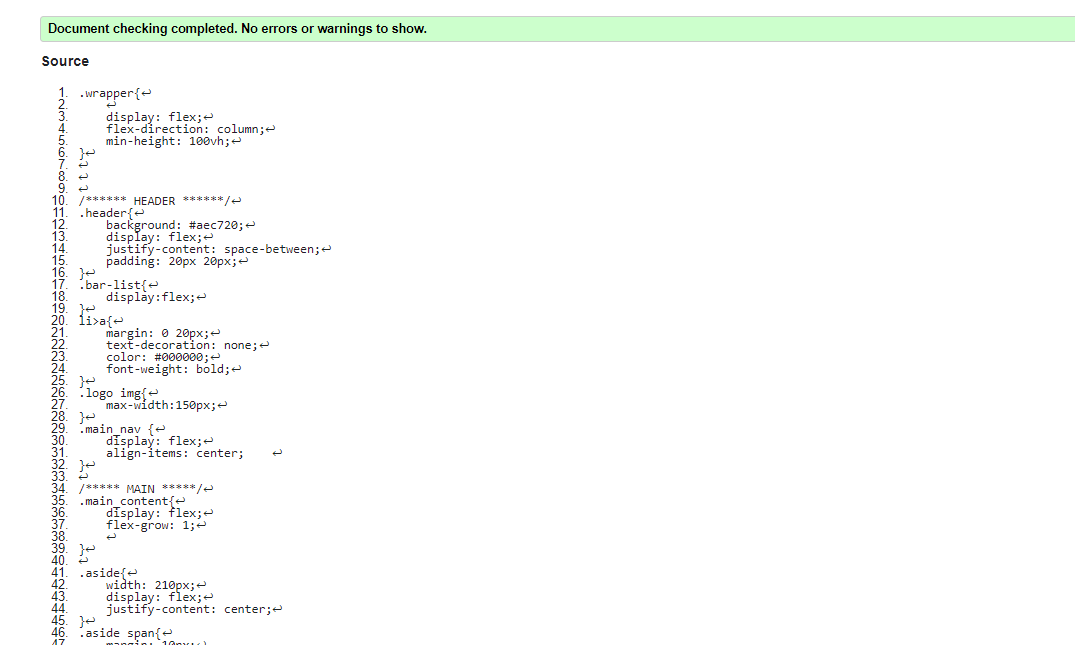 Document checking completed. No errors or warnings to show.
Source
1. .wrapper{↩
2. ↩
3. display: flex;↩
4. flex-direction: column;↩
5. min-height: 100vh;↩
6. }↩
7. ↩
8. ↩
9. ↩
10. /****** HEADER ******/↩
11. .header{↩
12. background: #aec720;↩
13. display: flex;↩
14. justify-content: space-between;↩
15. padding: 20px 20px;↩
16. }↩
17. .bar-list{↩
18. display:flex;↩
19. }↩
20. li>a{↩
21. margin: 0 20px;↩
22. text-decoration: none;↩
23. color: #000000;↩
24. font-weight: bold;↩
25. }↩
26. .logo img{↩
27. max-width:150px;↩
28. }↩
29. .main_nav {↩
30. display: flex;↩
31. align-items: center; ↩
32. }↩
33. ↩
34. /***** MAIN *****/↩
35. .main_content{↩
36. display: flex;↩
37. flex-grow: 1;↩
38. ↩
39. }↩
40. ↩
41. .aside{↩
42. width: 210px;↩
43. display: flex;↩
44. justify-content: center;↩
45. }↩
46. .aside span{↩
47. margin: 10px;↩